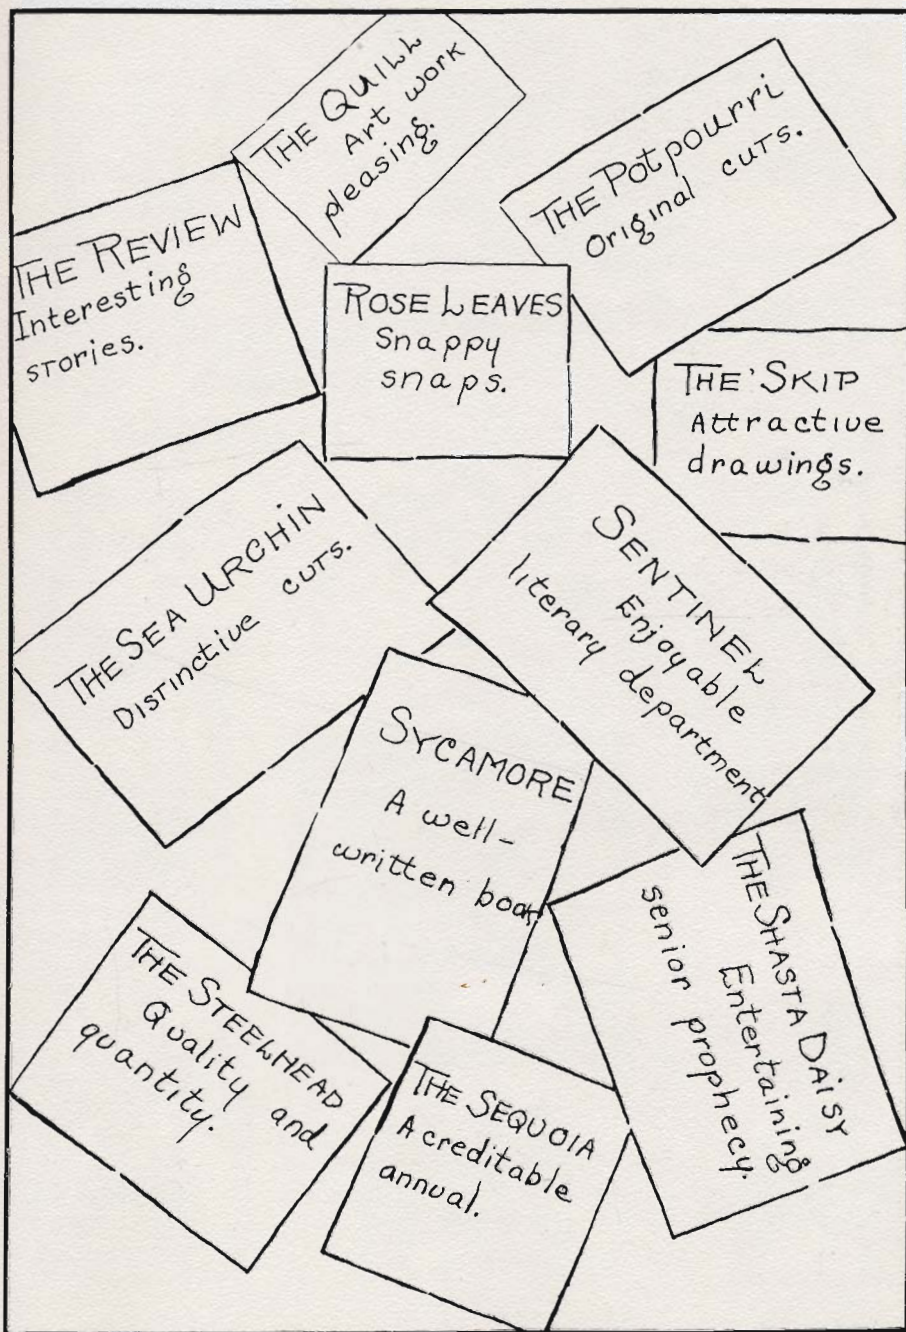 THE QUILL
Art work
pleasing.
THE Potpourri
Original cuts.
THE REVIEW
Interesting
stories.
ROSE LEAVES
Snappy
snaps.
THE SKIP
Attractive
drawings.
THE SEA URCHIN
Distinctive cuts.
SENTINEL
Enjoyable
literary department
SYCAMORE
A well-
written book.
THE SHASTA DAISY
Entertaining
senior prophecy.
THE STEELHEAD
Quality and
quantity.
THE SEQUOIA
A creditable
annual.